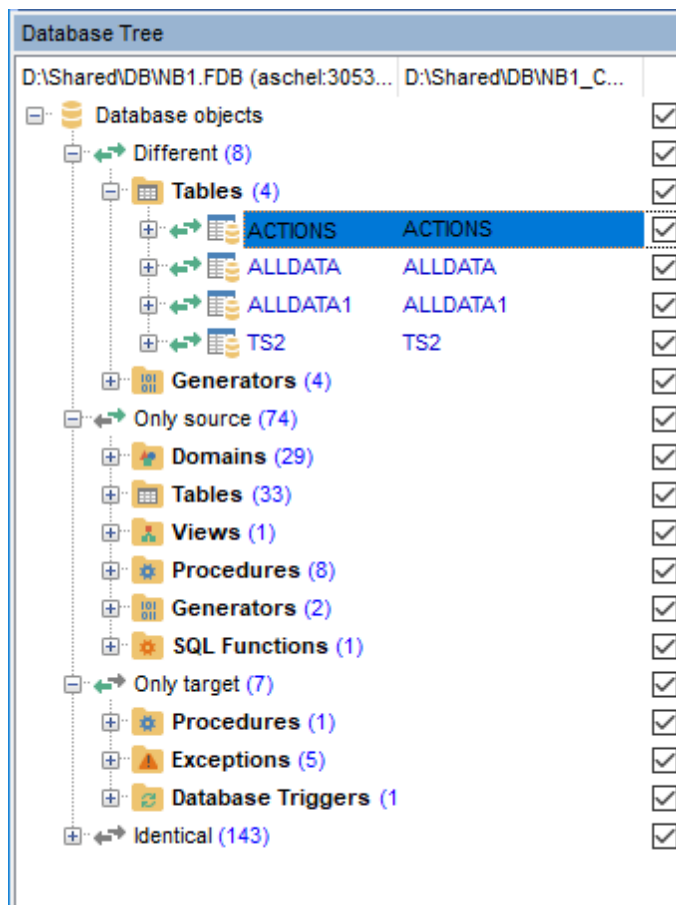 Database Tree
D:\Shared\DB\NB1.FDB (aschel:3053... D:\Shared\DB\NB1_C...
Database objects
Different (8)
Tables (4)
ACTIONS ACTIONS
ALLDATA ALLDATA
ALLDATA1 ALLDATA1
TS2 TS2
Generators (4)
Only source (74)
Domains (29)
Tables (33)
Views (1)
Procedures (8)
Generators (2)
SQL Functions (1)
Only target (7)
Procedures (1)
Exceptions (5)
Database Triggers (1
Identical (143)